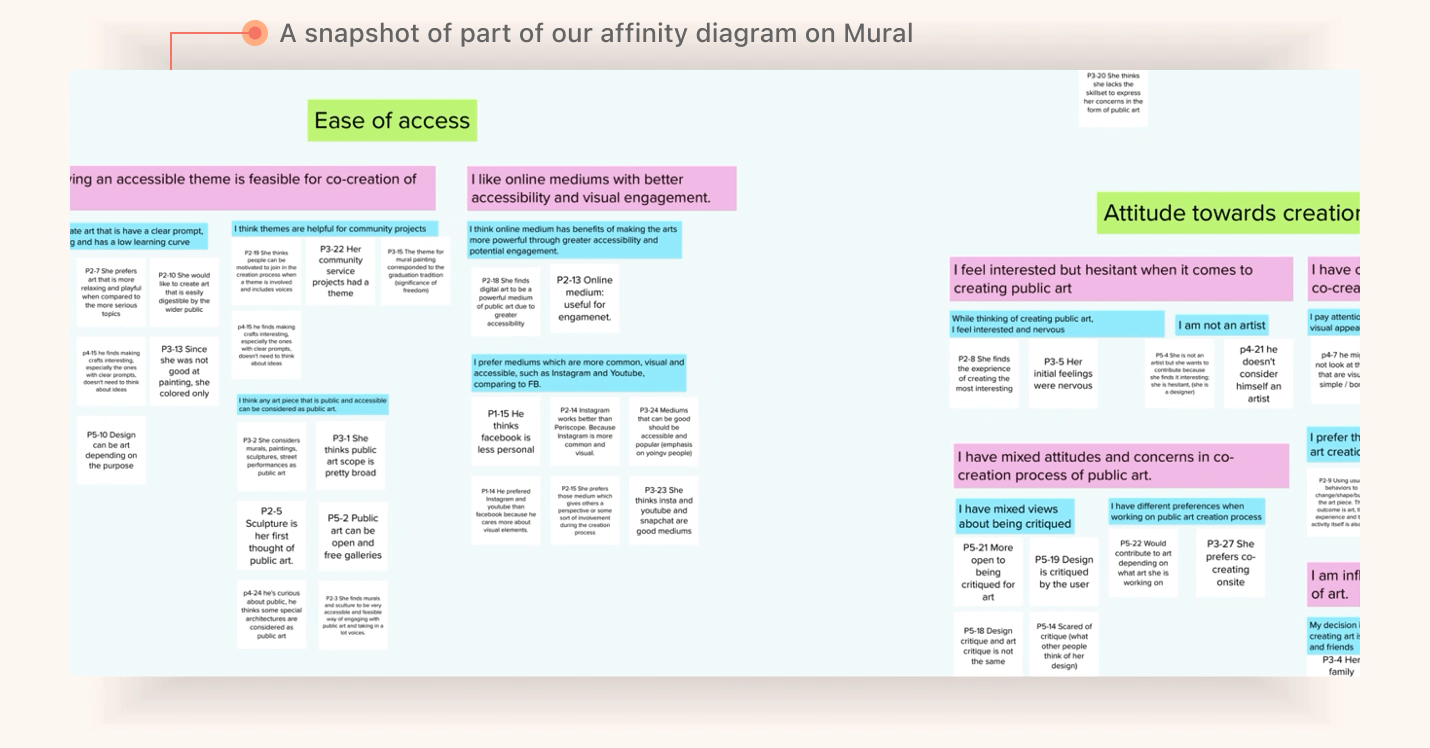 A snapshot of part of our affinity diagram on Mural
Ease of access
ing an accessible theme is feasible for co-creation of
ate art that is have a clear prompt,
g and has a low learning curve
P2-7 She prefers
art that is more
relaxing and playful
when compared to
the more serious
topics
P2-10 She would
like to create art
that is easily
digestible by the
wider public
p4-15 he finds making
crafts interesting,
especially the ones
with clear prompts,
doesn't need to think
about ideas
P3-13 Since
she was not
good at
painting, she
colored only
P5-10 Design
can be art
depending on
the purpose
I think themes are helpful for community projects
P2-19 She thinks
people can be
motivated to join in the
creation process when
a theme is involved
and includes voices
P3-22 Her
community
service
projects had a
theme
P3-15 The theme for
mural painting
corresponded to the
graduation tradition
(significance of
freedom)
p4-15 he finds making
crafts interesting,
especially the ones
with clear prompts,
doesn't need to think
about ideas
I think any art piece that is public and accessible
can be considered as public art.
P3-2 She considers
murals, paintings,
sculptures, street
performances as
public art
P3-1 She
thinks public
art scope is
pretty broad
P2-5
Sculpture is
her first
thought of
public art.
P5-2 Public
art can be
open and
free galleries
p4-24 he's curious
about public, he
thinks some special
architectures are
considered as
public art
P2-3 She finds murals
and sculture to be very
accessible and feasible
way of engaging with
public art and taking in a
lot voices.
I like online mediums with better
accessibility and visual engagement.
I think online medium has benefits of making the arts
more powerful through greater accessibility and
potential engagement.
P2-18 She finds
digital art to be a
powerful medium
of public art due to
greater
accessibility
P2-13 Online
medium:
useful for
engamenet.
I prefer mediums which are more common, visual and
accessible, such as Instagram and Youtube,
comparing to FB.
P1-15 He
thinks
facebook is
less personal
P2-14 Instagram
works better than
Periscope. Because
Instagram is more
common and
visual.
P3-24 Mediums
that can be good
should be
accessible and
popular (emphasis
on yoingv people)
P1-14 He prefered
Instagram and
youtube than
facebook because he
cares more about
visual elements.
P2-15 She prefers
those medium which
gives others a
perspective or some
sort of involvement
during the creation
process
P3-23 She
thinks insta and
youtube and
snapchat are
good mediums
P3-20 She thinks
she lacks the
skillset to express
her concerns in the
form of public art
Attitude towards creation
I feel interested but hesitant when it comes to
creating public art
While thinking of creating public art,
I feel interested and nervous
P2-8 She finds
the exeprience
of creating the
most interesting
P3-5 Her
initial feelings
were nervous
I am not an artist
P5-4 She is not an
artist but she wants to
contribute because
she finds it interesting;
she is hesitant, (she is
a designer)
p4-21 he
doesn't
consider
himself an
artist
I have mixed attitudes and concerns in co-
creation process of public art.
I have mixed views
about being critiqued
P5-21 More
open to
being
critiqued for
art
P5-19 Design
is critiqued
by the user
P5-18 Design
critique and art
critique is not
the same
P5-14 Scared of
critique (what
other people
think of her
design)
I have different preferences when
working on public art creation process
P5-22 Would
contribute to art
depending on
what art she is
working on
P3-27 She
prefers co-
creating
onsite
I have c
co-crea
I pay attentic
visual appea
p4-7 he mi
not look at th
that are visu
simple / bo
I prefer th
art creatic
P2-9 Using usu
behaviors to
change/shape/bu
the art piece. Th
outcome is art, t
experience and t
activity itself is als
I am infl
of art.
My decision i
creating art is
and friends
P3-4 Her
family